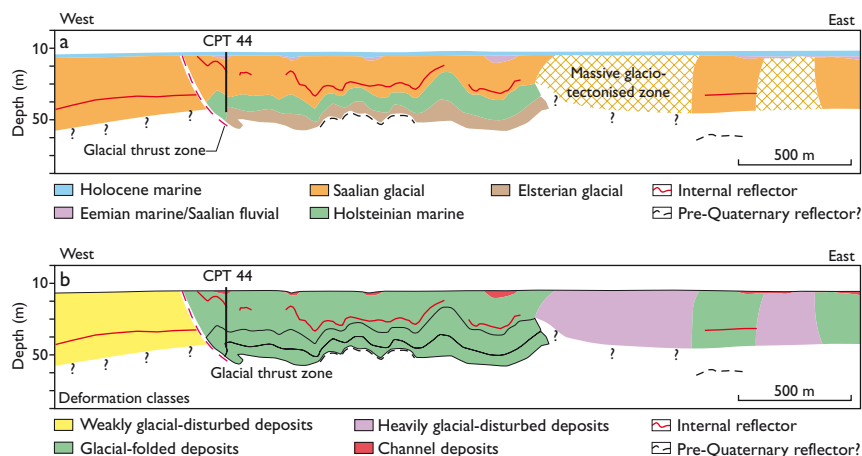 West East
10 a CPT 44
Depth (m)
Massive glacio-
tectonised zone
50
? ? ? ? ? ? ? ?
Glacial thrust zone
500 m
Holocene marine Saalian glacial Elsterian glacial Internal reflector
Eemian marine/Saalian fluvial Holsteinian marine Pre-Quaternary reflector?
West East
CPT 44
10 b
Depth (m)
50
? ? ? ? ? ? ? ?
Glacial thrust zone
500 m
Deformation classes
Weakly glacial-disturbed deposits Heavily glacial-disturbed deposits Internal reflector
Glacial-folded deposits Channel deposits Pre-Quaternary reflector?